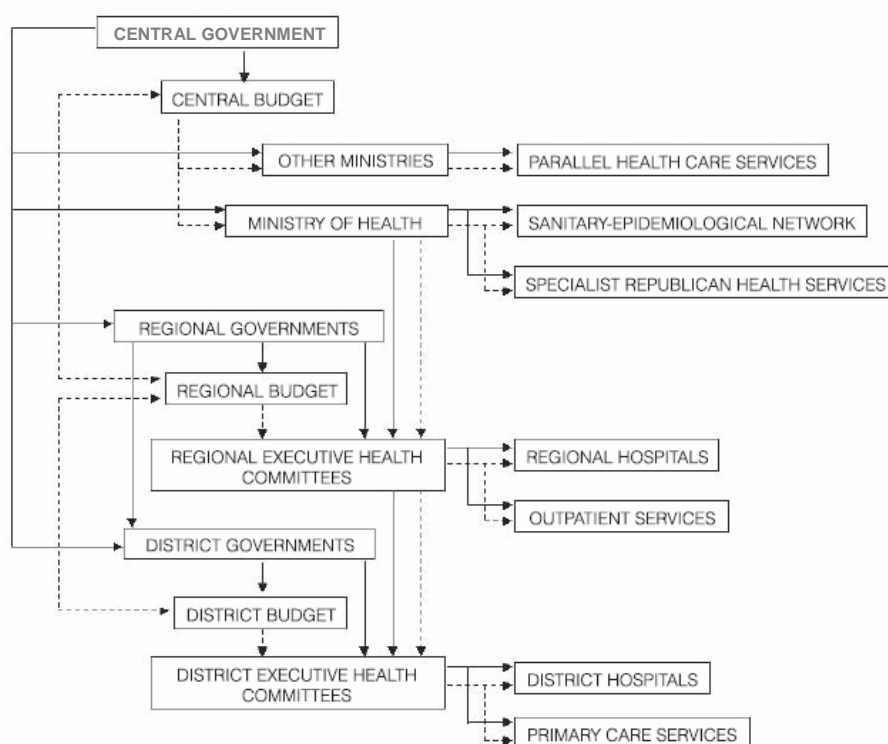 CENTRAL GOVERNMENT
CENTRAL BUDGET
OTHER MINISTRIES
PARALLEL HEALTH CARE SERVICES
MINISTRY OF HEALTH
SANITARY-EPIDEMIOLOGICAL NETWORK
SPECIALIST REPUBLICAN HEALTH SERVICES
REGIONAL GOVERNMENTS
REGIONAL BUDGET
REGIONAL EXECUTIVE HEALTH
COMMITTEES
REGIONAL HOSPITALS
OUTPATIENT SERVICES
DISTRICT GOVERNMENTS
DISTRICT BUDGET
DISTRICT EXECUTIVE HEALTH
COMMITTEES
DISTRICT HOSPITALS
PRIMARY CARE SERVICES